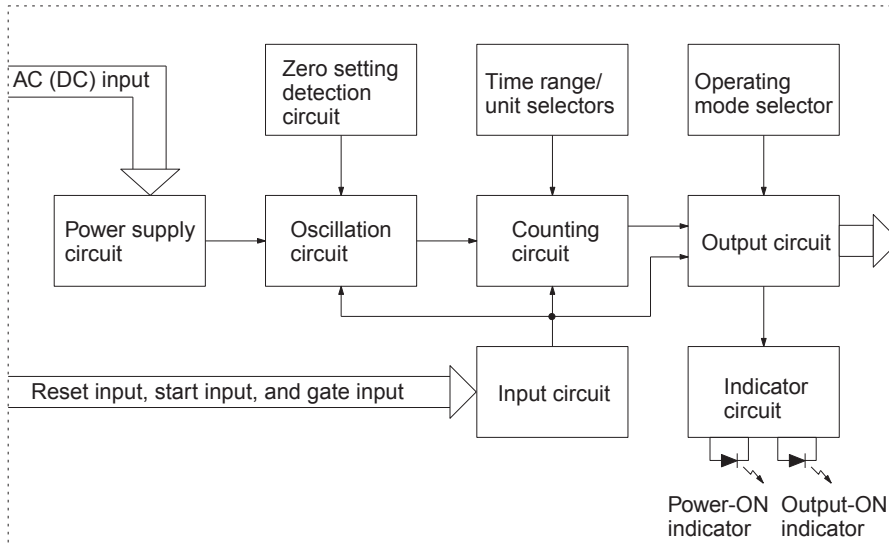 AC (DC) input
Zero setting
detection
circuit
Time range/
unit selectors
Operating
mode selector
Power supply
circuit
Oscillation
circuit
Counting
circuit
Output circuit
Reset input, start input, and gate input
Input circuit
Indicator
circuit
Power-ON
indicator
Output-ON
indicator